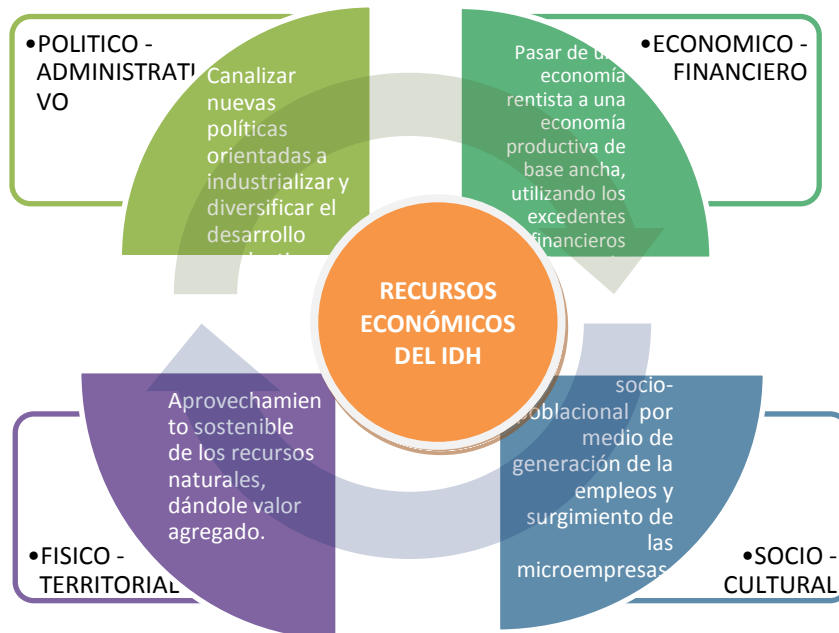 •POLITICO -
ADMINISTRATI
VO
Canalizar
nuevas
políticas
orientadas a
industrializar y
diversificar el
desarrollo
•ECONOMICO -
FINANCIERO
Pasar de
economía
rentista a una
economía
productiva de
base ancha,
utilizando los
excedentes
financieros
RECURSOS
ECONÓMICOS
DEL IDH
Aprovechamien
to sostenible
de los recursos
naturales,
dándole valor
agregado.
•FISICO -
TERRITORIAL
socio-
poblacional por
medio de
generación de la
empleos y
surgimiento de
las
microempresas
•SOCIO -
CULTURAL